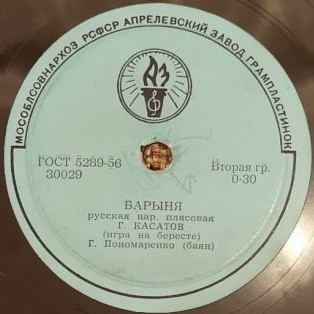 МОСОБЛСОВНАРХОЗ РСФСР АПРЕЛЕВСКИЙ ЗАВОД ГРАМПЛАСТИНОК
АЗ
ГОСТ 5289-56
30029
Вторая гр.
0-30
БАРЫНЯ
русская нар. плясовая
Г. КАСАТОВ
(игра на бересте)
Г. Пономаренко (баян)